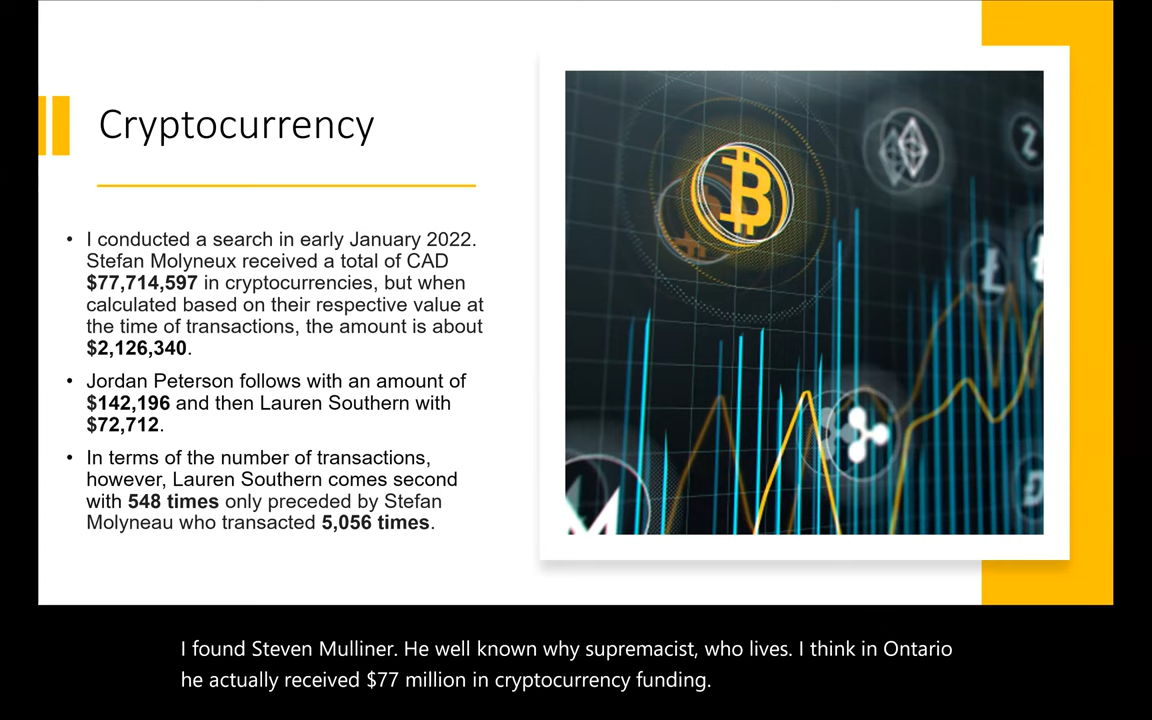 Cryptocurrency
• I conducted a search in early January 2022.
Stefan Molyneux received a total of CAD
$77,714,597 in cryptocurrencies, but when
calculated based on their respective value at
the time of transactions, the amount is about
$2,126,340.
• Jordan Peterson follows with an amount of
$142,196 and then Lauren Southern with
$72,712.
• In terms of the number of transactions,
however, Lauren Southern comes second
with 548 times only preceded by Stefan
Molyneau who transacted 5,056 times.
I found Steven Mulliner. He well known why supremacist, who lives. I think in Ontario
he actually received $77 million in cryptocurrency funding.